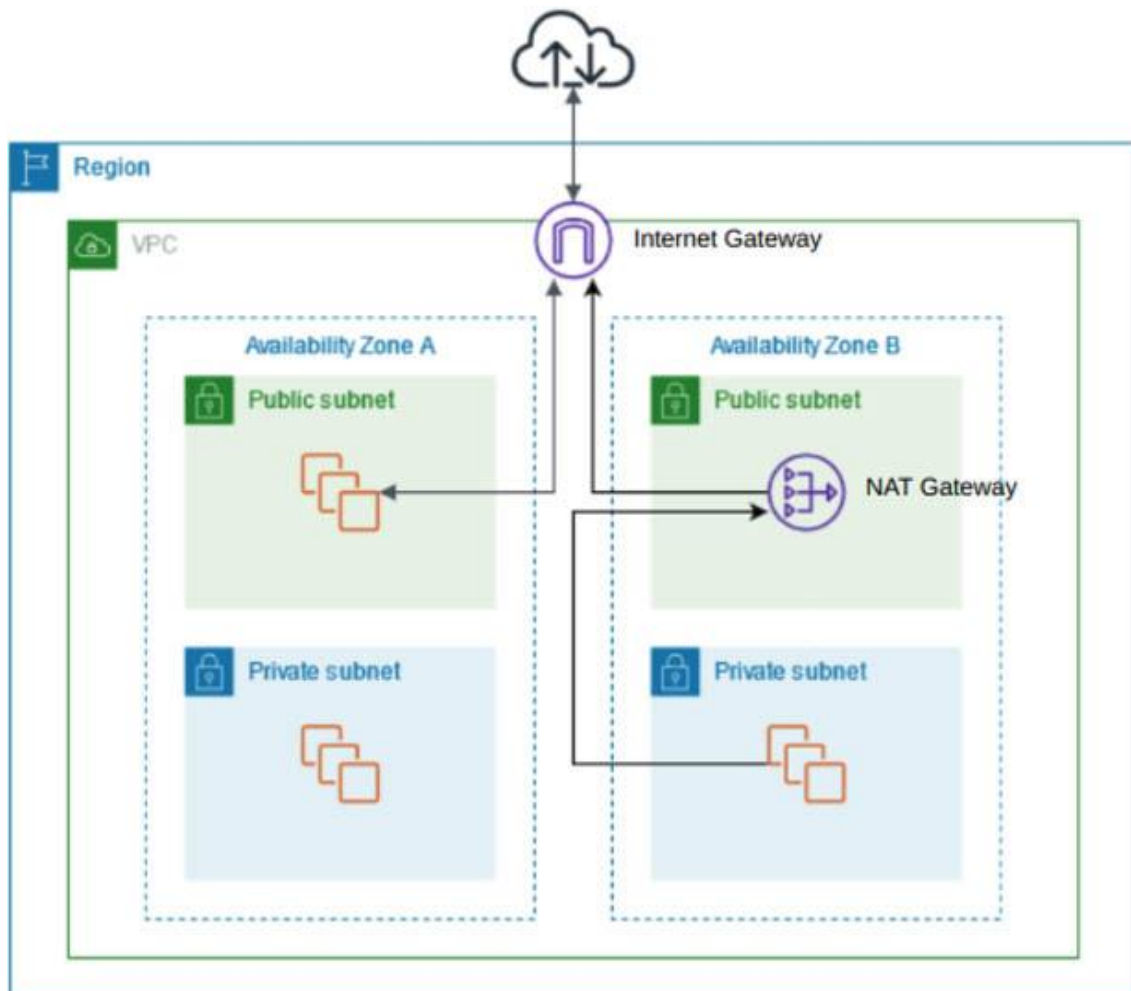 Region
VPC
Internet Gateway
Availability Zone A
Availability Zone B
Public subnet
Public subnet
NAT Gateway
Private subnet
Private subnet